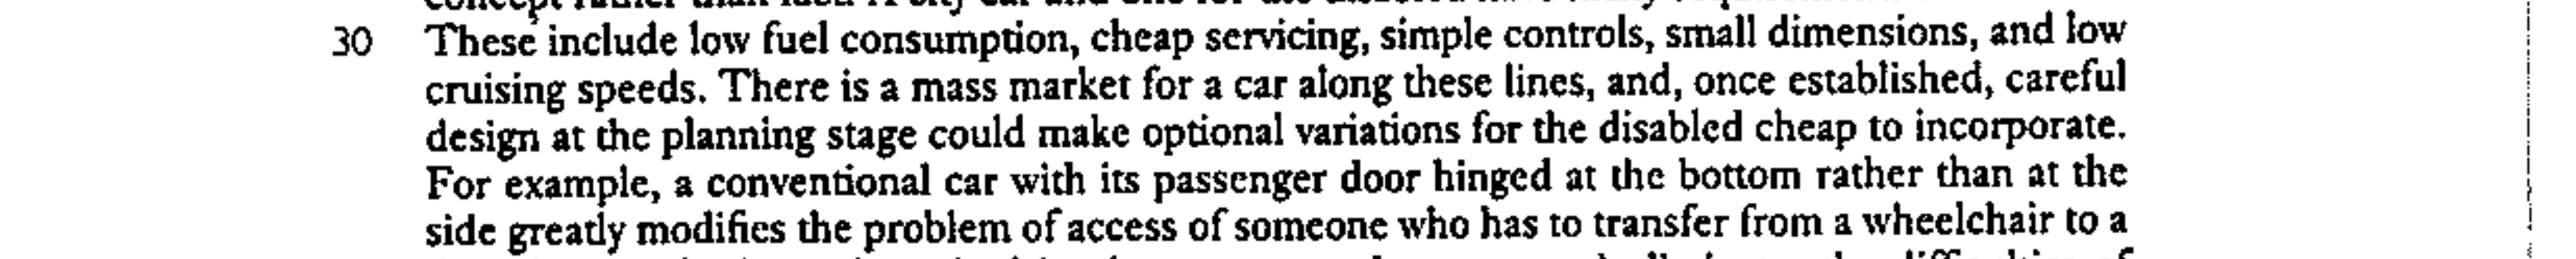 30 These include low fuel consumption, cheap servicing, simple controls, small dimensions, and low
cruising speeds. There is a mass market for a car along these lines, and, once established, careful
design at the planning stage could make optional variations for the disabled cheap to incorporate.
For example, a conventional car with its passenger door hinged at the bottom rather than at the
side greatly modifies the problem of access of someone who has to transfer from a wheelchair to a